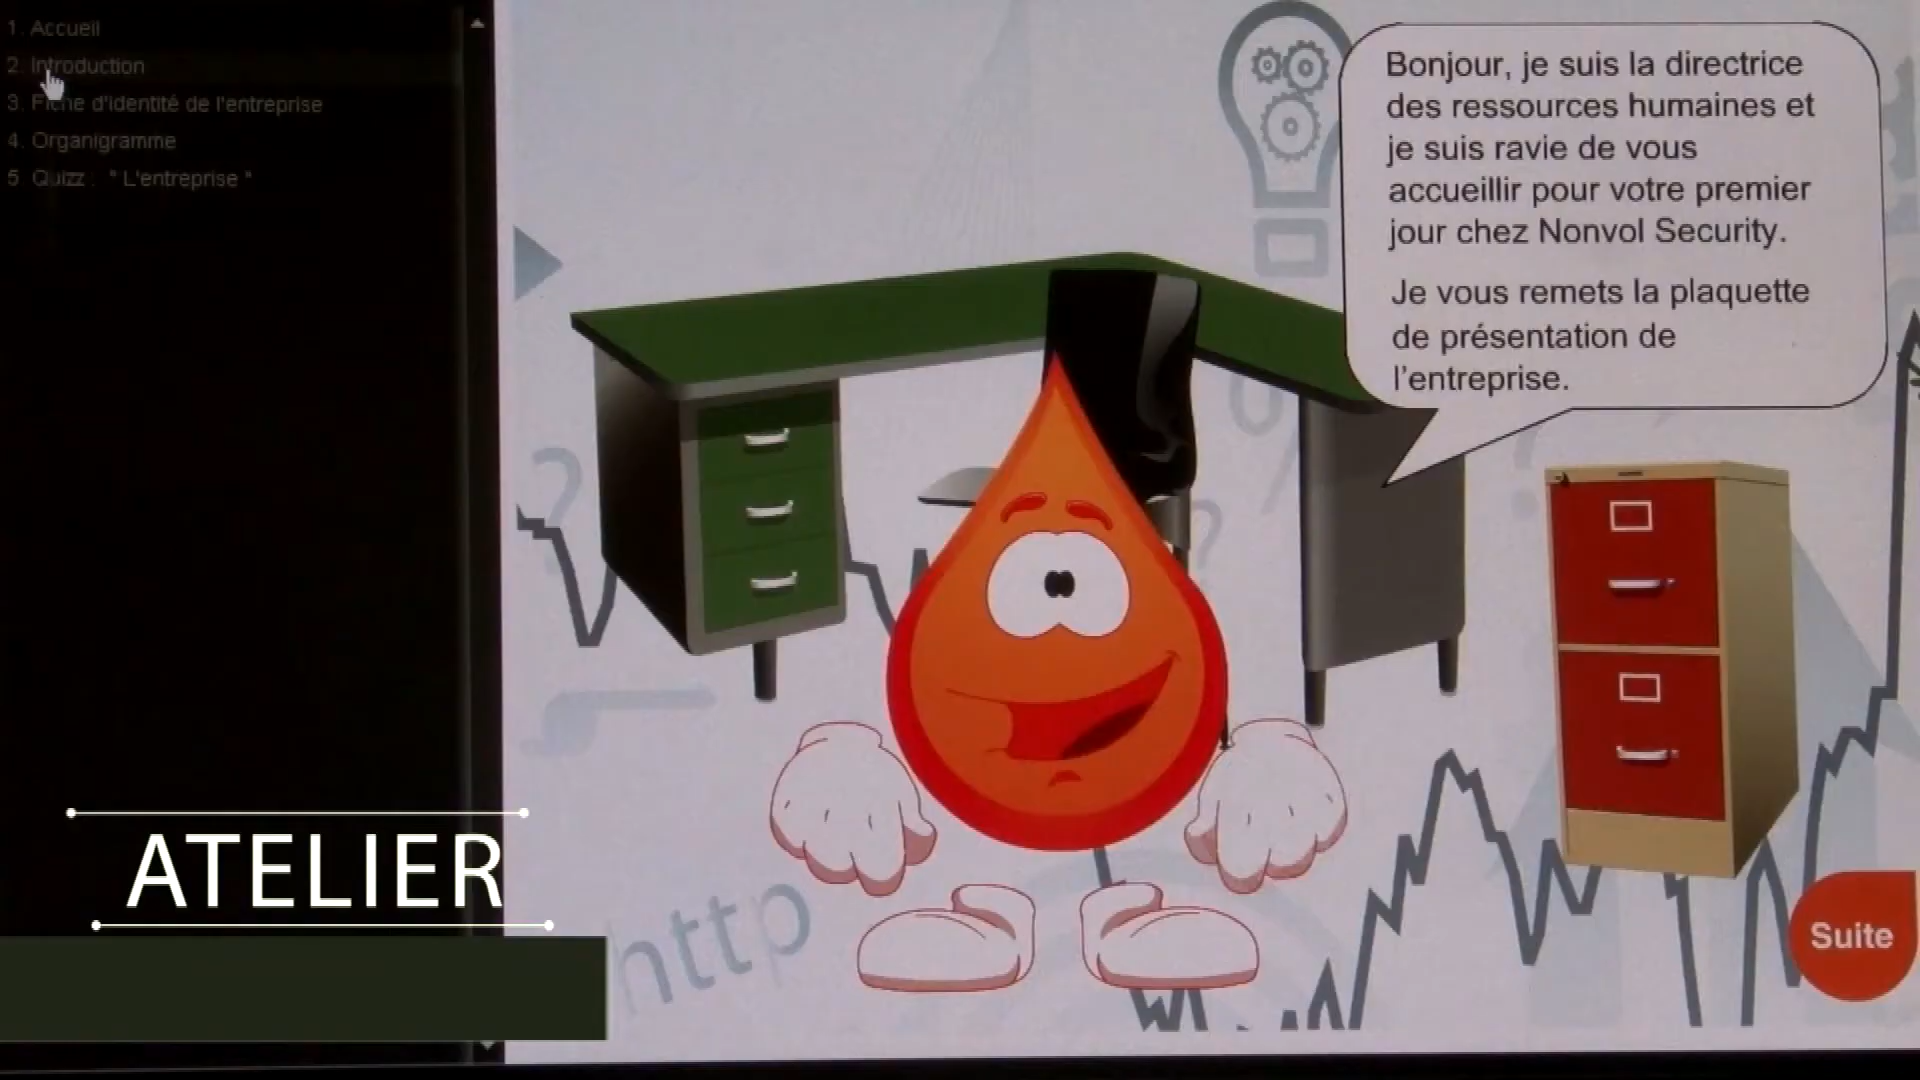 1. Accueil
2. Introduction
3. Fiche d'identité de l'entreprise
4. Organigramme
5 Quizz : " L'entreprise "
Bonjour, je suis la directrice
des ressources humaines et
je suis ravie de vous
accueillir pour votre premier
jour chez Nonvol Security.
Je vous remets la plaquette
de présentation de
l'entreprise.
ATELIER
http
Suite